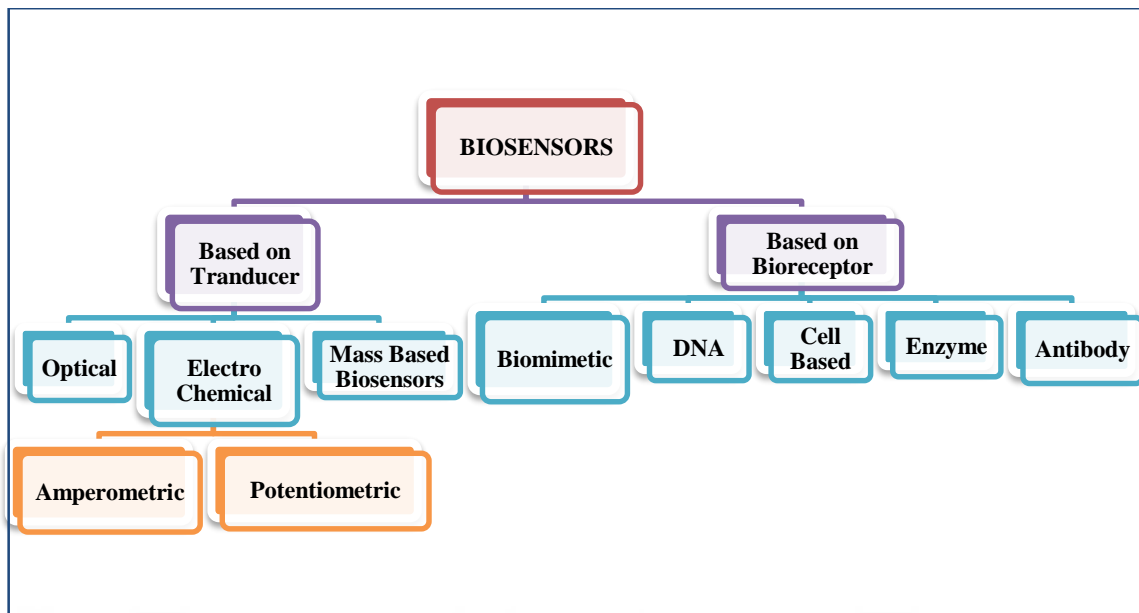 BIOSENSORS
Based on
Tranducer
Based on
Bioreceptor
Optical
Electro
Chemical
Mass Based
Biosensors
Biomimetic
DNA
Cell
Based
Enzyme
Antibody
Amperometric
Potentiometric